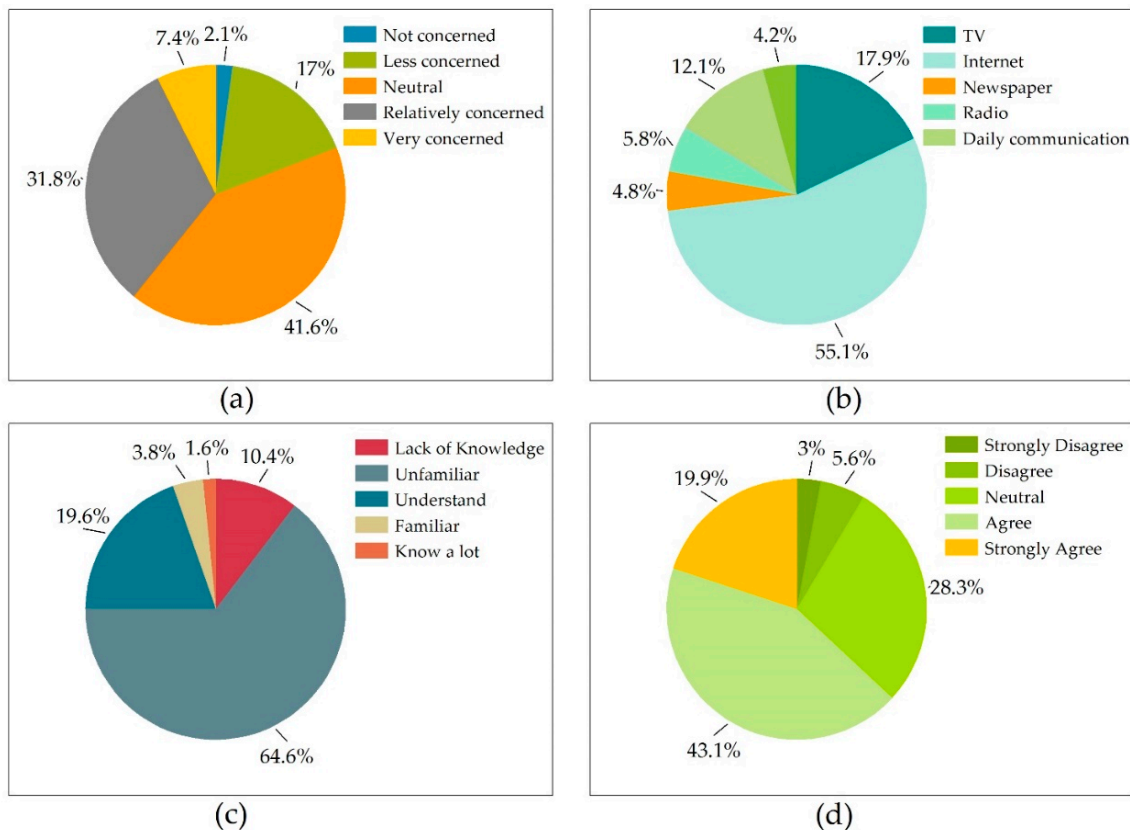 2.1%
7.4%
17%
31.8%
41.6%
Not concerned
Less concerned
Neutral
Relatively concerned
Very concerned
(a)
4.2%
12.1%
17.9%
5.8%
4.8%
55.1%
TV
Internet
Newspaper
Radio
Daily communication
(b)
1.6%
3.8%
10.4%
19.6%
64.6%
Lack of Knowledge
Unfamiliar
Understand
Familiar
Know a lot
(c)
3%
5.6%
19.9%
28.3%
43.1%
Strongly Disagree
Disagree
Neutral
Agree
Strongly Agree
(d)